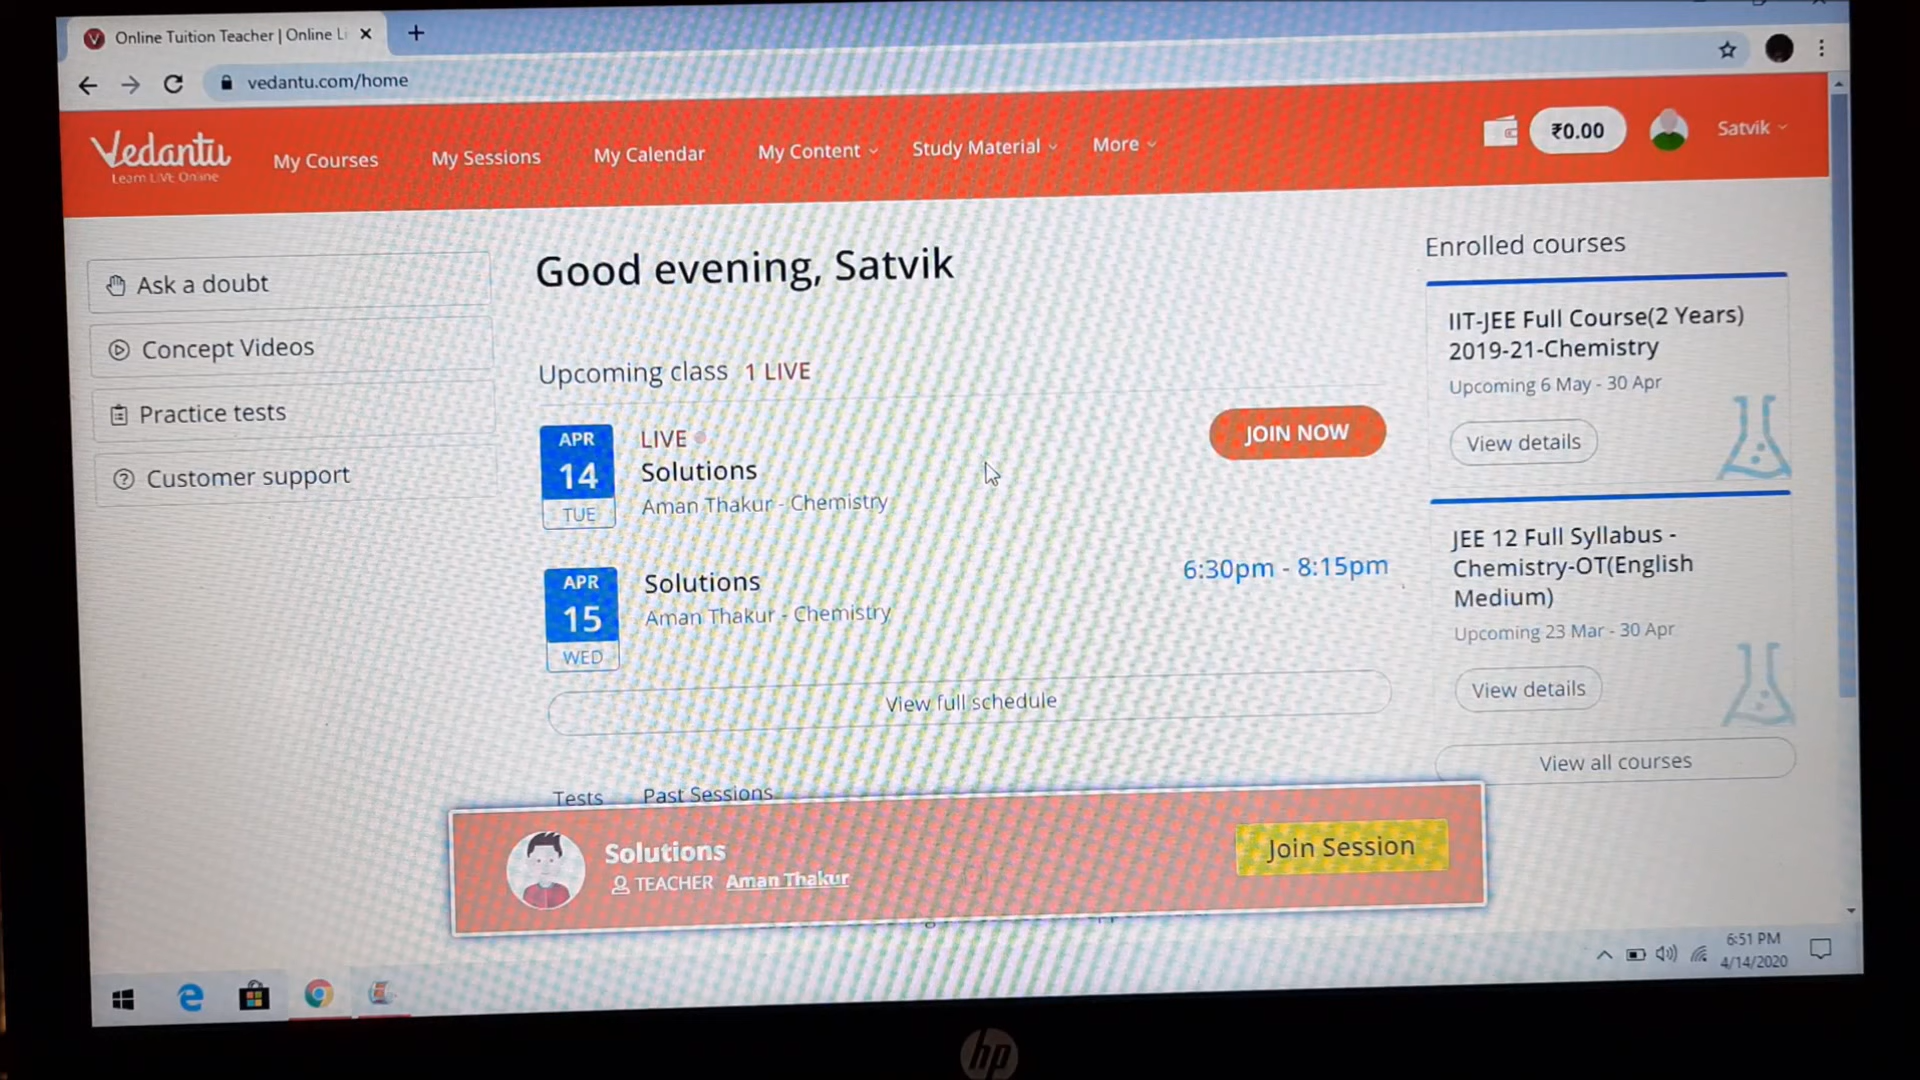 Online Tuition Teacher | Online Li
vedantu.com/home
Vedantu
Learn LIVE Online
My Courses
My Sessions
My Calendar
My Content
Study Material
More
₹0.00
Satvik
Ask a doubt
Concept Videos
Practice tests
Customer support
Good evening, Satvik
Upcoming class 1 LIVE
APR
14
TUE
LIVE
Solutions
Aman Thakur - Chemistry
JOIN NOW
APR
15
WED
Solutions
Aman Thakur - Chemistry
6:30pm - 8:15pm
View full schedule
Tests
Past Sessions
Enrolled courses
IIT-JEE Full Course(2 Years)
2019-21-Chemistry
Upcoming 6 May - 30 Apr
View details
JEE 12 Full Syllabus -
Chemistry-OT(English
Medium)
Upcoming 23 Mar - 30 Apr
View details
View all courses
Solutions
TEACHER Aman Thakur
Join Session
6:51 PM
4/14/2020
hp